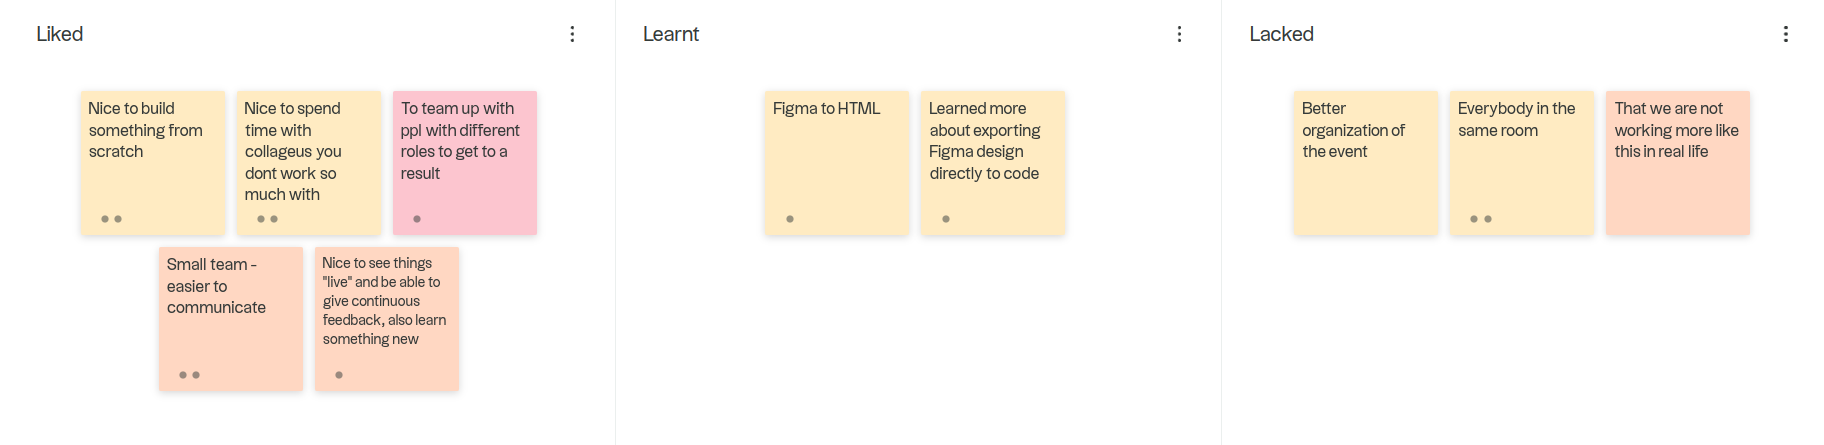 Liked
Learnt
Lacked
Nice to build
something from
scratch
Nice to spend
time with
collageus you
dont work so
much with
To team up with
ppl with different
roles to get to a
result
Small team -
easier to
communicate
Nice to see things
"live" and be able to
give continuous
feedback, also learn
something new
Figma to HTML
Learned more
about exporting
Figma design
directly to code
Better
organization of
the event
Everybody in the
same room
That we are not
working more like
this in real life